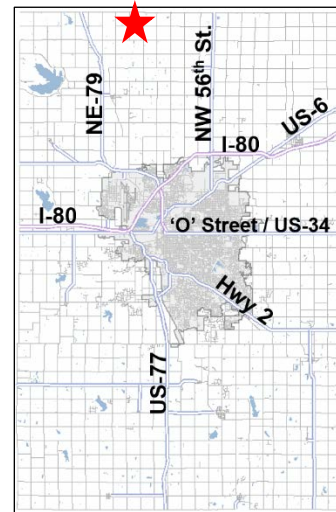 NE-79
NW 56th St.
US-6
I-80
I-80
'O' Street / US-34
Hwy 2
US-77